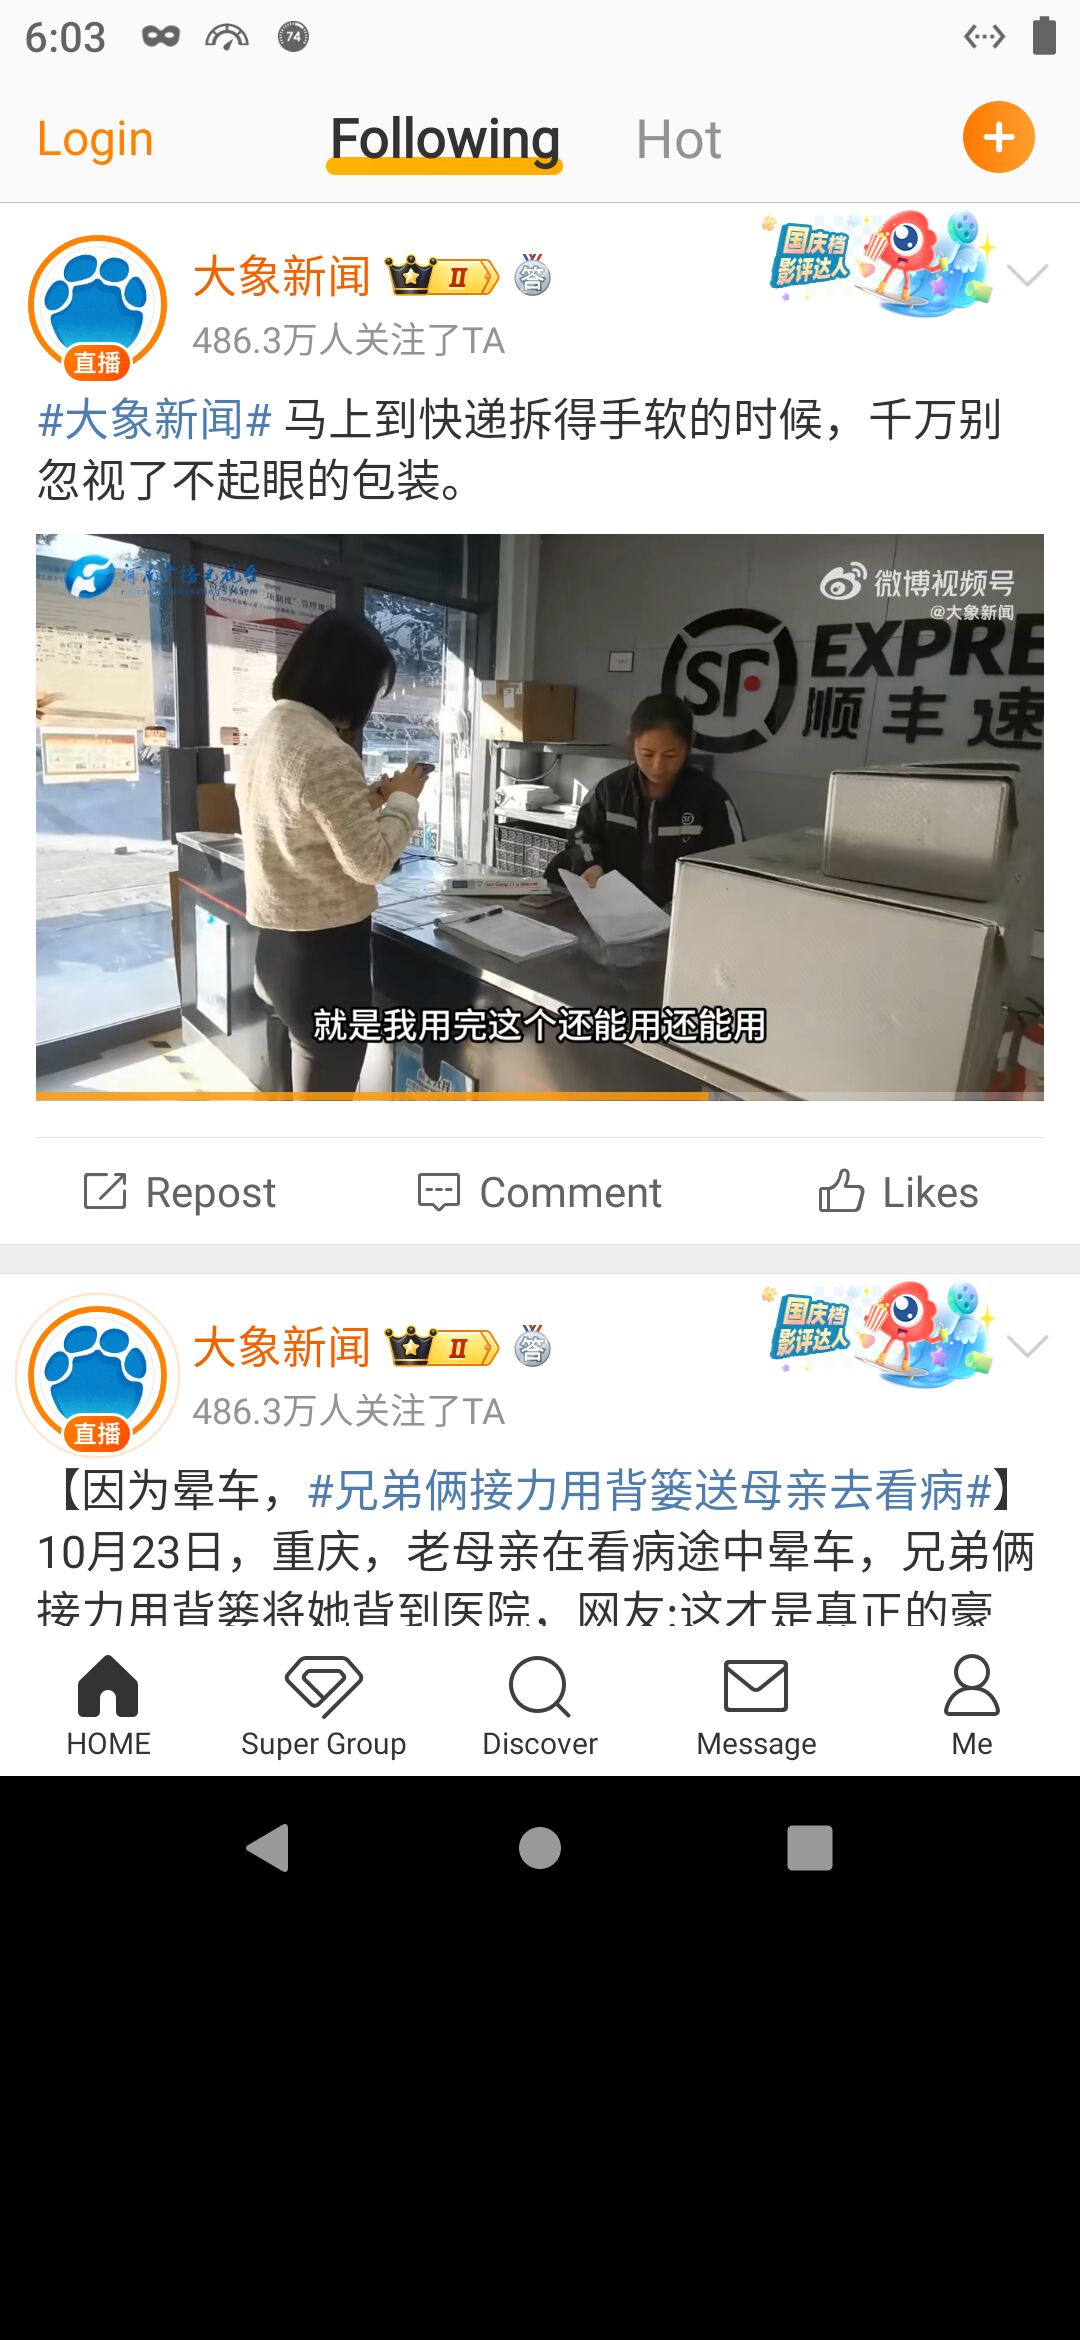 6:03
74
Login
Following
Hot
大象新闻
II
答
国庆档
影评达人
486.3万人关注了TA
直播
#大象新闻# 马上到快递拆得手软的时候，千万别
忽视了不起眼的包装。
微博视频号
@大象新闻
SF EXPRE
顺丰速
就是我用完这个还能用还能用
Repost
Comment
Likes
大象新闻
II
答
国庆档
影评达人
486.3万人关注了TA
直播
【因为晕车，#兄弟俩接力用背篓送母亲去看病#】
10月23日，重庆，老母亲在看病途中晕车，兄弟俩
接力用背篓将她背到医院，网友:这才是真正的豪
HOME
Super Group
Discover
Message
Me